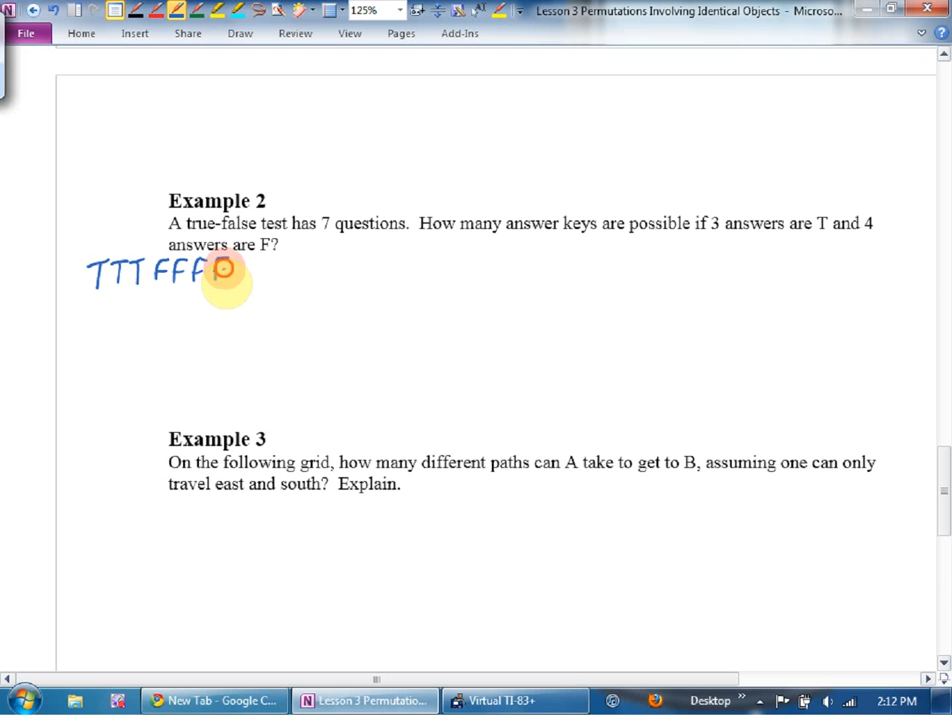 Lesson 3 Permutations Involving Identical Objects - Microso...
125%
File Home Insert Share Draw Review View Pages Add-Ins
Example 2
A true-false test has 7 questions. How many answer keys are possible if 3 answers are T and 4
answers are F?
TTTFFFF
Example 3
On the following grid, how many different paths can A take to get to B, assuming one can only
travel east and south? Explain.
New Tab - Google C... Lesson 3 Permutatio... Virtual TI-83+ Desktop 2:12 PM